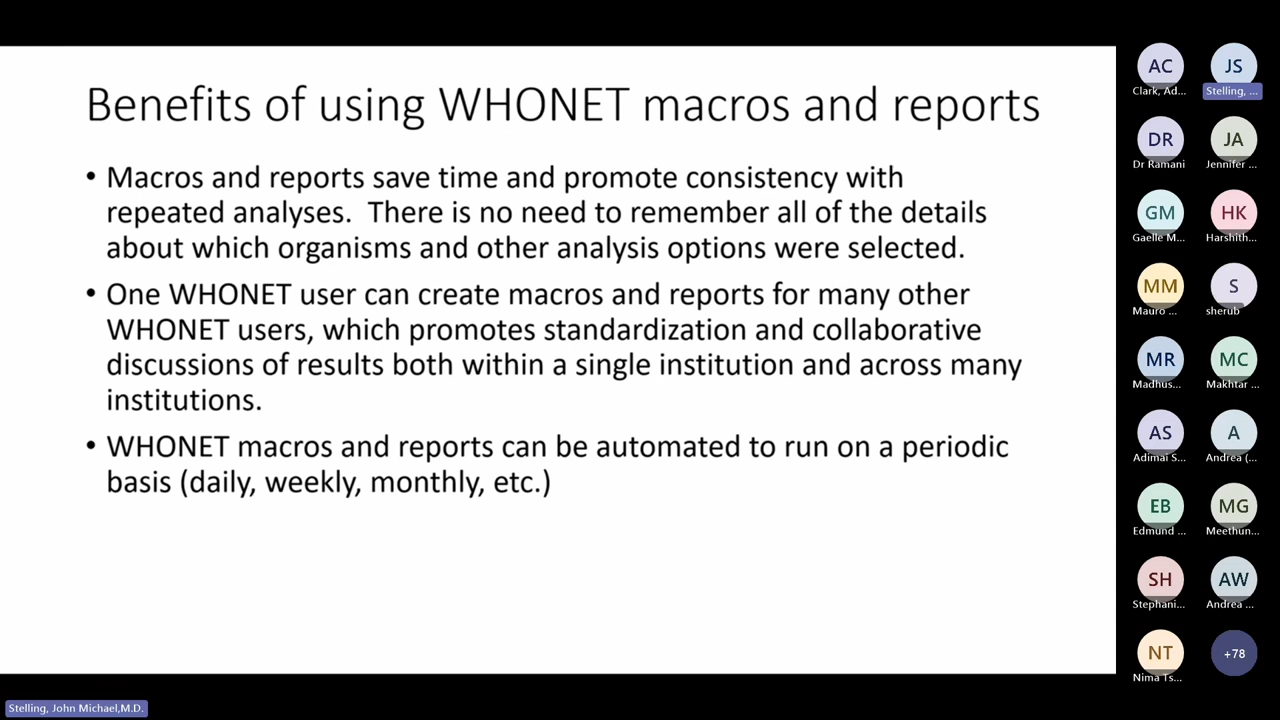 Benefits of using WHONET macros and reports
• Macros and reports save time and promote consistency with
repeated analyses.  There is no need to remember all of the details
about which organisms and other analysis options were selected.
• One WHONET user can create macros and reports for many other
WHONET users, which promotes standardization and collaborative
discussions of results both within a single institution and across many
institutions.
• WHONET macros and reports can be automated to run on a periodic
basis (daily, weekly, monthly, etc.)
AC
Clark, Ad...
JS
Stelling, ...
DR
Dr Ramani
JA
Jennifer ...
GM
Gaelle M...
HK
Harshith...
MM
Mauro ...
S
sherub
MR
Madhus...
MC
Makhtar ...
AS
Adimai S...
A
Andrea (...
EB
Edmund ...
MG
Meethun...
SH
Stephani...
AW
Andrea ...
NT
Nima Ts...
+78
Stelling, John Michael,M.D.